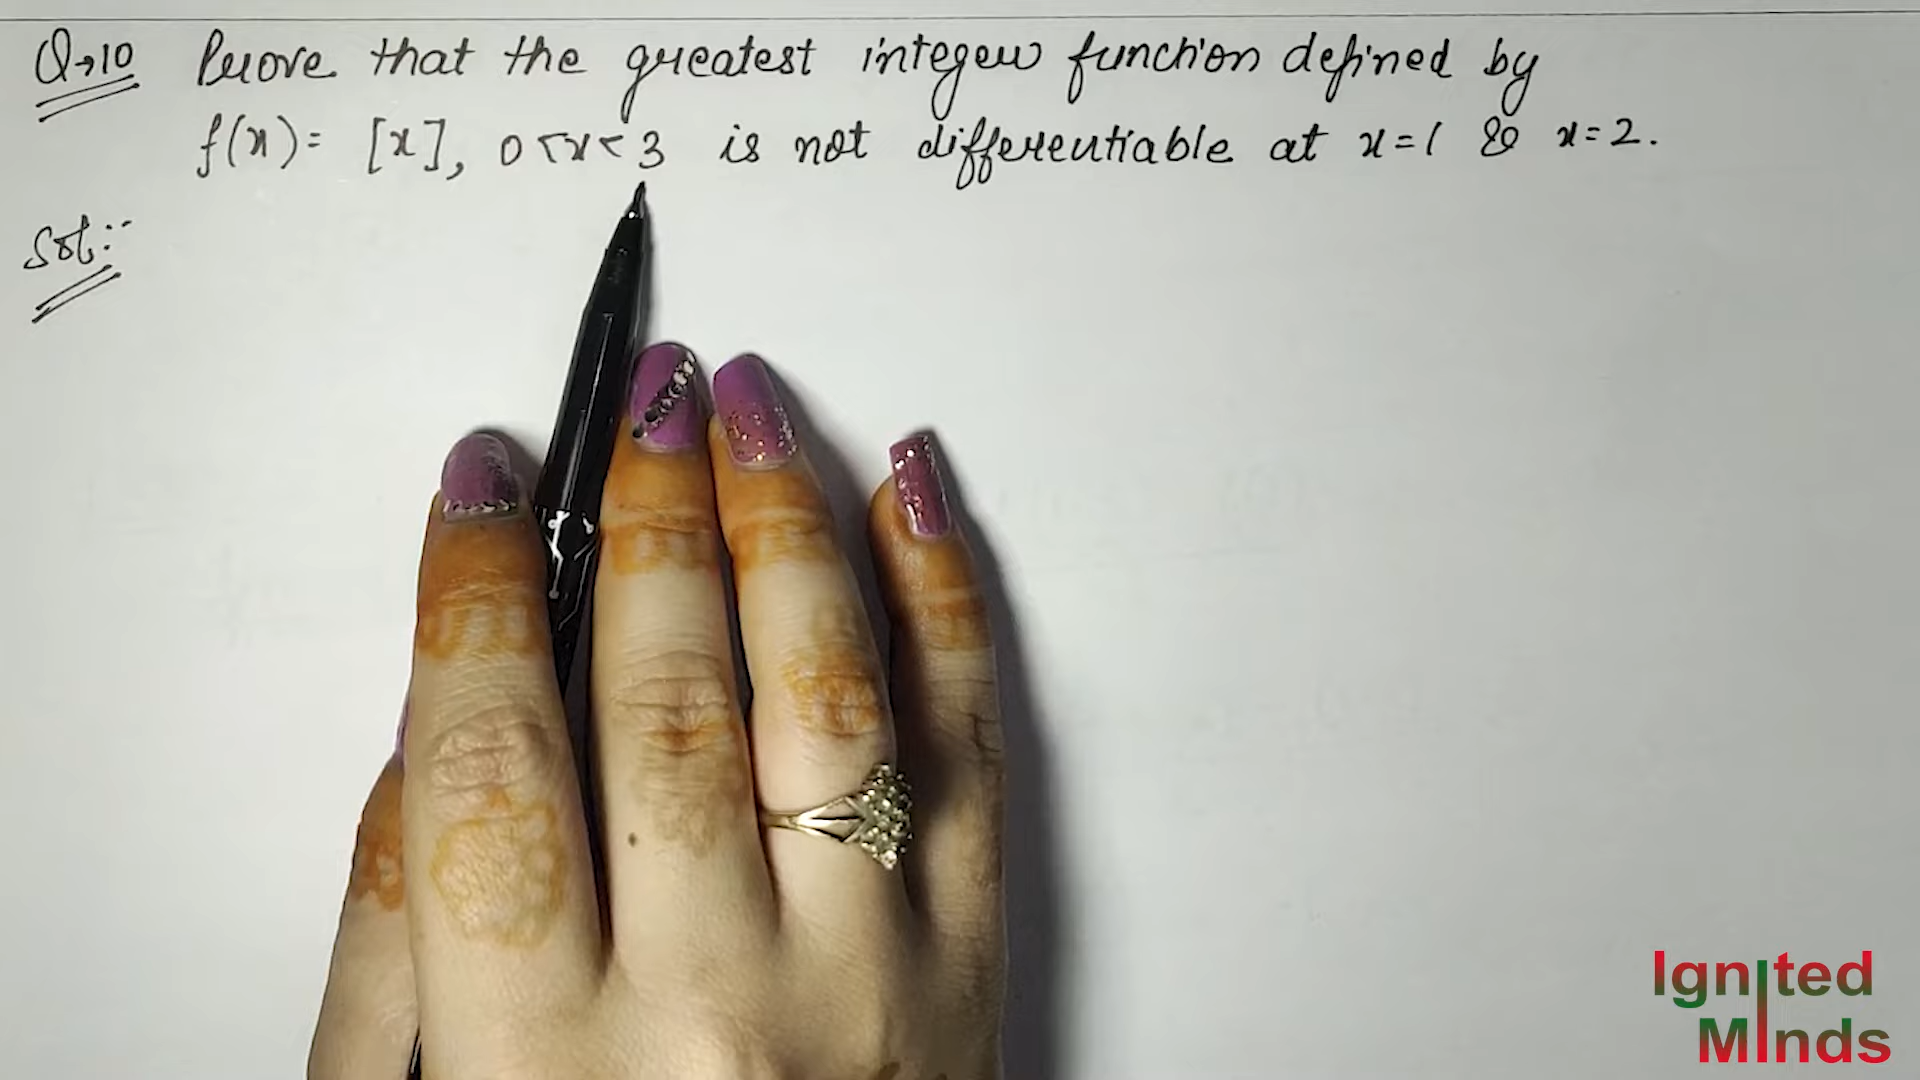 Q→10 Prove that the greatest integer function defined by
f(x) = [x], 0<x<3 is not differentiable at x=1 & x=2.
Sol:-
Ignited
Minds